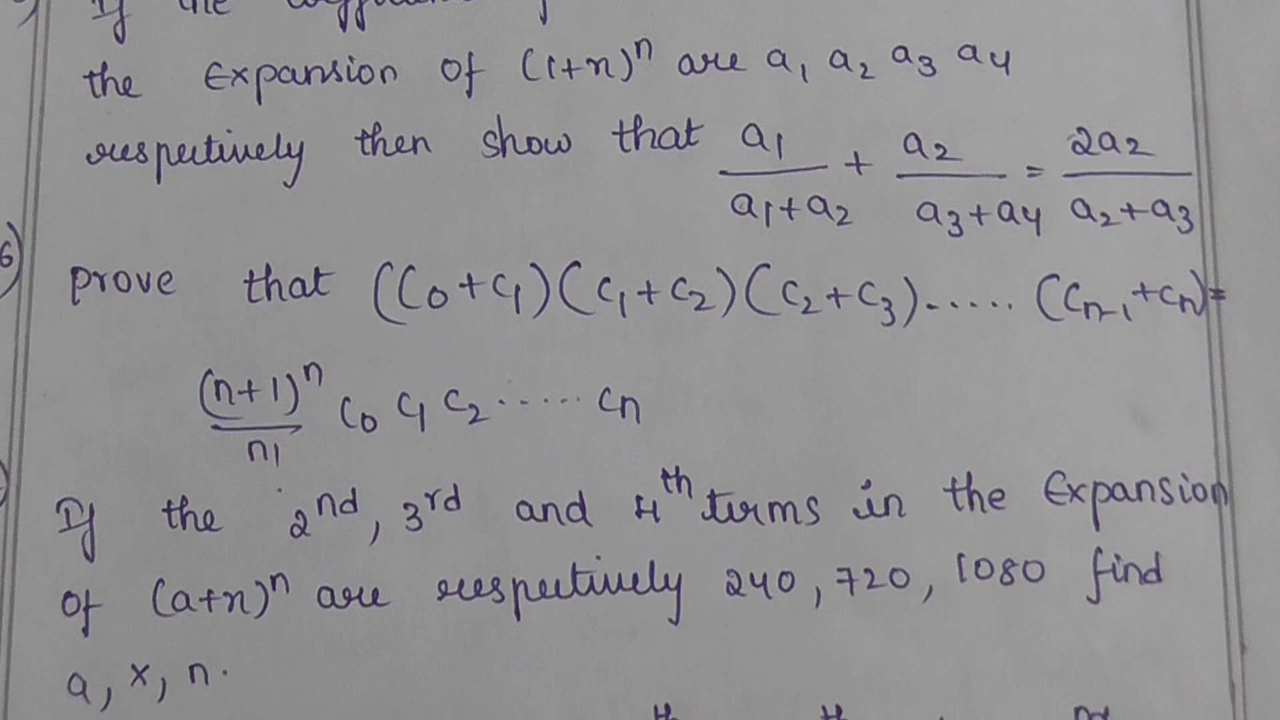 If the
the Expansion of (1+n)ⁿ are a₁ a₂ a₃ a₄
respectively then show that a₁/(a₁+a₂) + a₂/(a₃+a₄) = 2a₂/(a₂+a₃)
6) prove that (C₀+C₁)(C₁+C₂)(C₂+C₃)...... (Cₙ₋₁+Cₙ)=
(n+1)ⁿ/n! C₀ C₁ C₂ ...... Cₙ
If the 2nd, 3rd and 4th terms in the Expansion
of (a+n)ⁿ are respectively 240, 720, 1080 find
a, x, n.